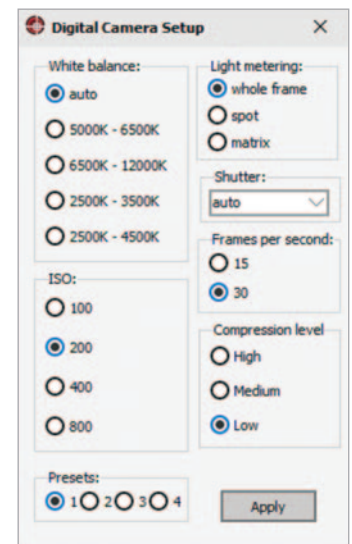 Digital Camera Setup
White balance:
auto
5000K - 6500K
6500K - 12000K
2500K - 3500K
2500K - 4500K
ISO:
100
200
400
800
Presets:
1 2 3 4
Light metering:
whole frame
spot
matrix
Shutter:
auto
Frames per second:
15
30
Compression level
High
Medium
Low
Apply